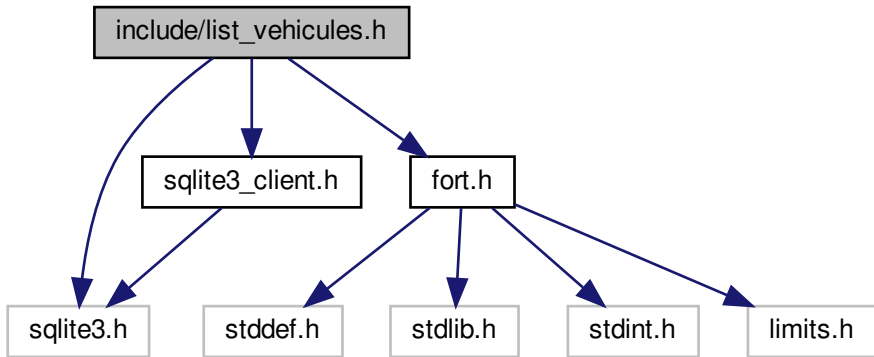 include/list_vehicules.h
sqlite3_client.h
fort.h
sqlite3.h
stddef.h
stdlib.h
stdint.h
limits.h